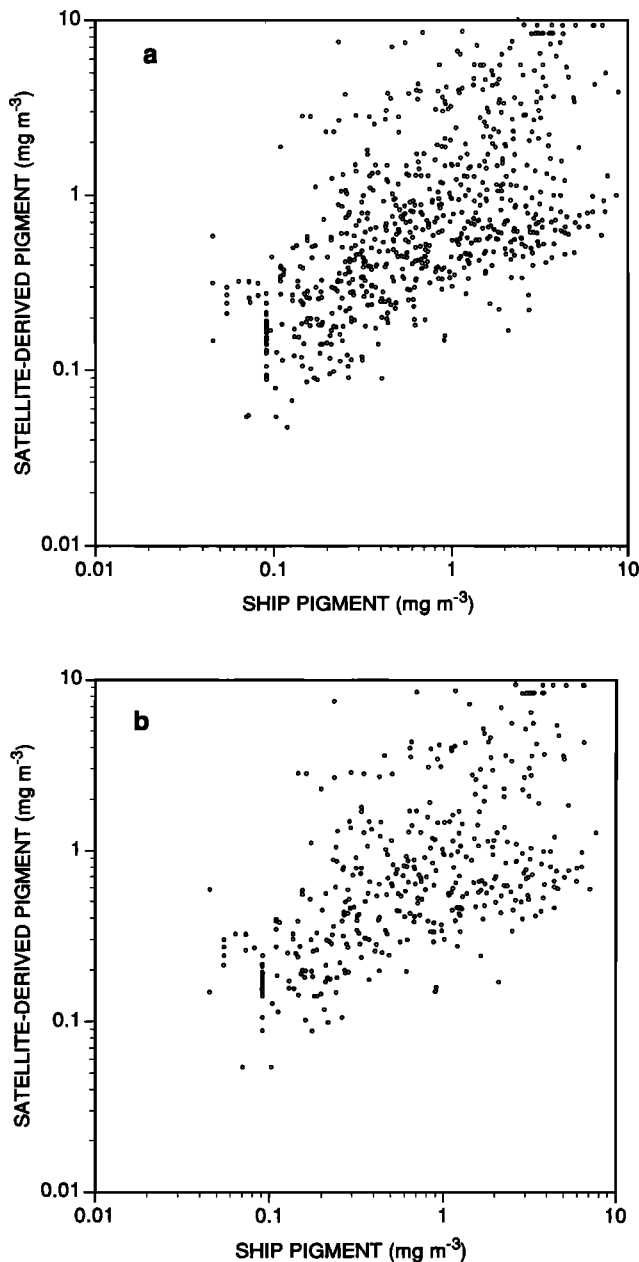 a
10
1
0.1
0.01
SATELLITE-DERIVED PIGMENT (mg m⁻³)
0.01 0.1 1 10
SHIP PIGMENT (mg m⁻³)
b
10
1
0.1
0.01
SATELLITE-DERIVED PIGMENT (mg m⁻³)
0.01 0.1 1 10
SHIP PIGMENT (mg m⁻³)